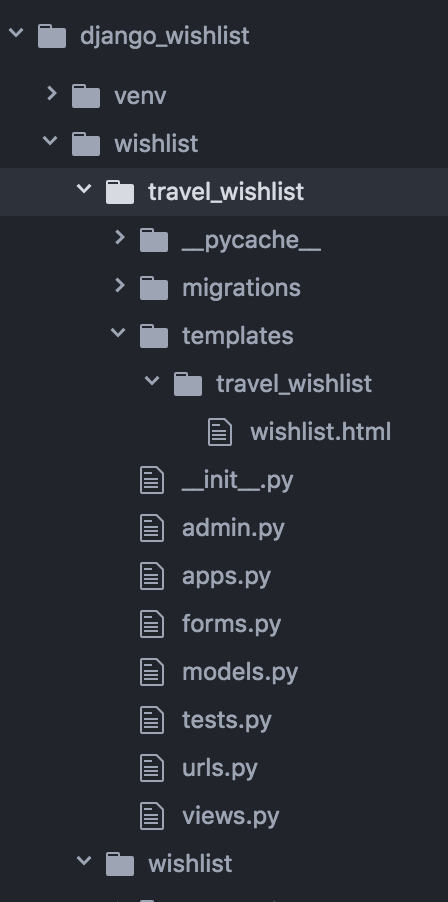 django_wishlist
venv
wishlist
travel_wishlist
__pycache__
migrations
templates
travel_wishlist
wishlist.html
__init__.py
admin.py
apps.py
forms.py
models.py
tests.py
urls.py
views.py
wishlist